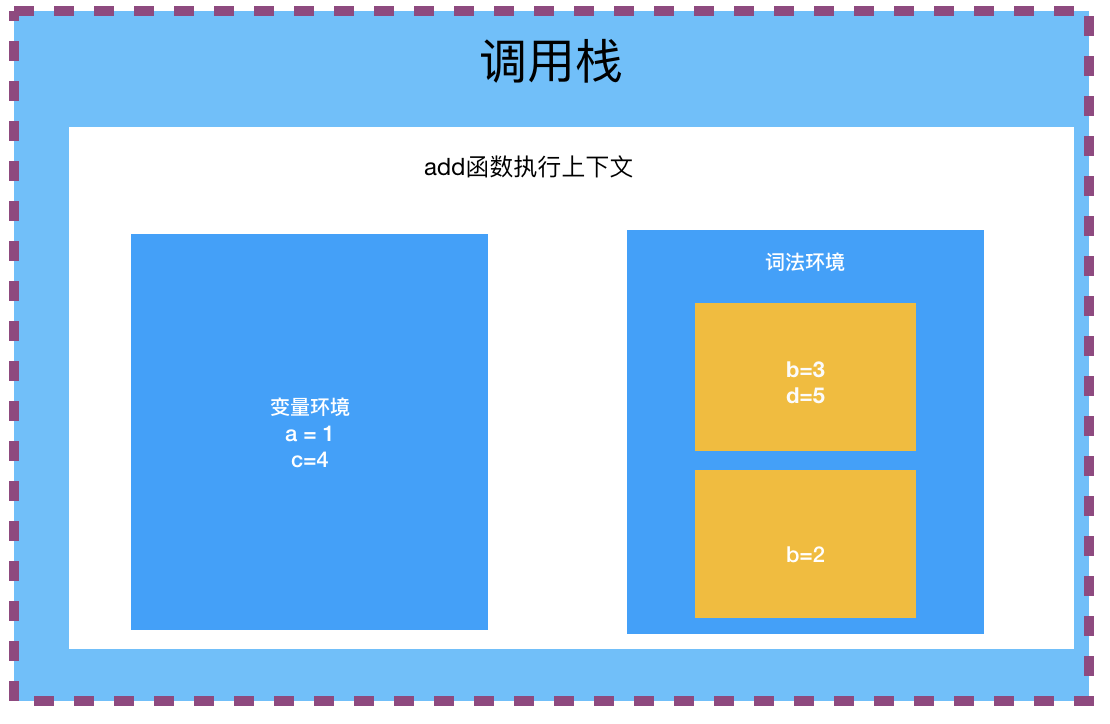 调用栈
add函数执行上下文
变量环境
a = 1
c=4
词法环境
b=3
d=5
b=2